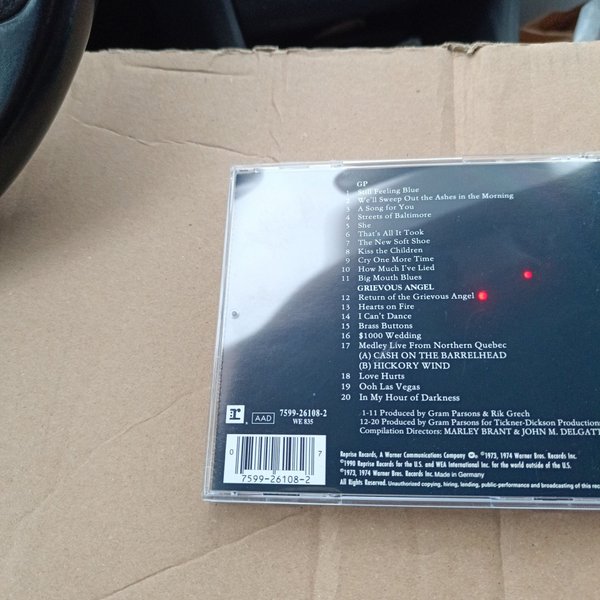 GP
1 Still Feeling Blue
2 We'll Sweep Out the Ashes in the Morning
3 A Song for You
4 Streets of Baltimore
5 She
6 That's All It Took
7 The New Soft Shoe
8 Kiss the Children
9 Cry One More Time
10 How Much I've Lied
11 Big Mouth Blues
GRIEVOUS ANGEL
12 Return of the Grievous Angel
13 Hearts on Fire
14 I Can't Dance
15 Brass Buttons
16 $1000 Wedding
17 Medley Live From Northern Quebec
(A) CASH ON THE BARRELHEAD
(B) HICKORY WIND
18 Love Hurts
19 Ooh Las Vegas
20 In My Hour of Darkness
1-11 Produced by Gram Parsons & Rik Grech
12-20 Produced by Gram Parsons for Tickner-Dickson Productions
Compilation Directors: MARLEY BRANT & JOHN M. DELGATT
r AAD 7599-26108-2
WE 835
0 7
7599-26108-2
Reprise Records, A Warner Communications Company ℗1973, 1974 Warner Bros. Records Inc.
©1990 Reprise Records for the U.S. and WEA International Inc. for the world outside of the U.S.
℗1973, 1974 Warner Bros. Records Inc. Made in Germany
All Rights Reserved. Unauthorized copying, hiring, lending, public-performance and broadcasting of this rec